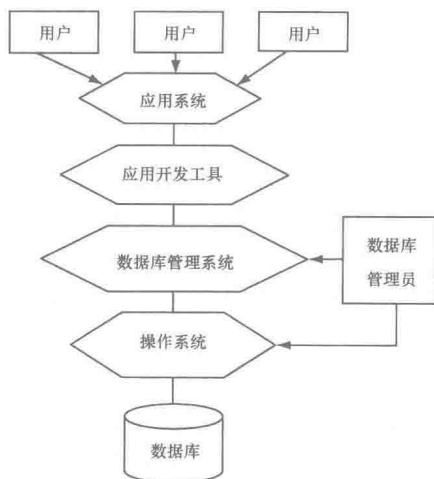 用户
用户
用户
应用系统
应用开发工具
数据库管理系统
数据库
管理员
操作系统
数据库